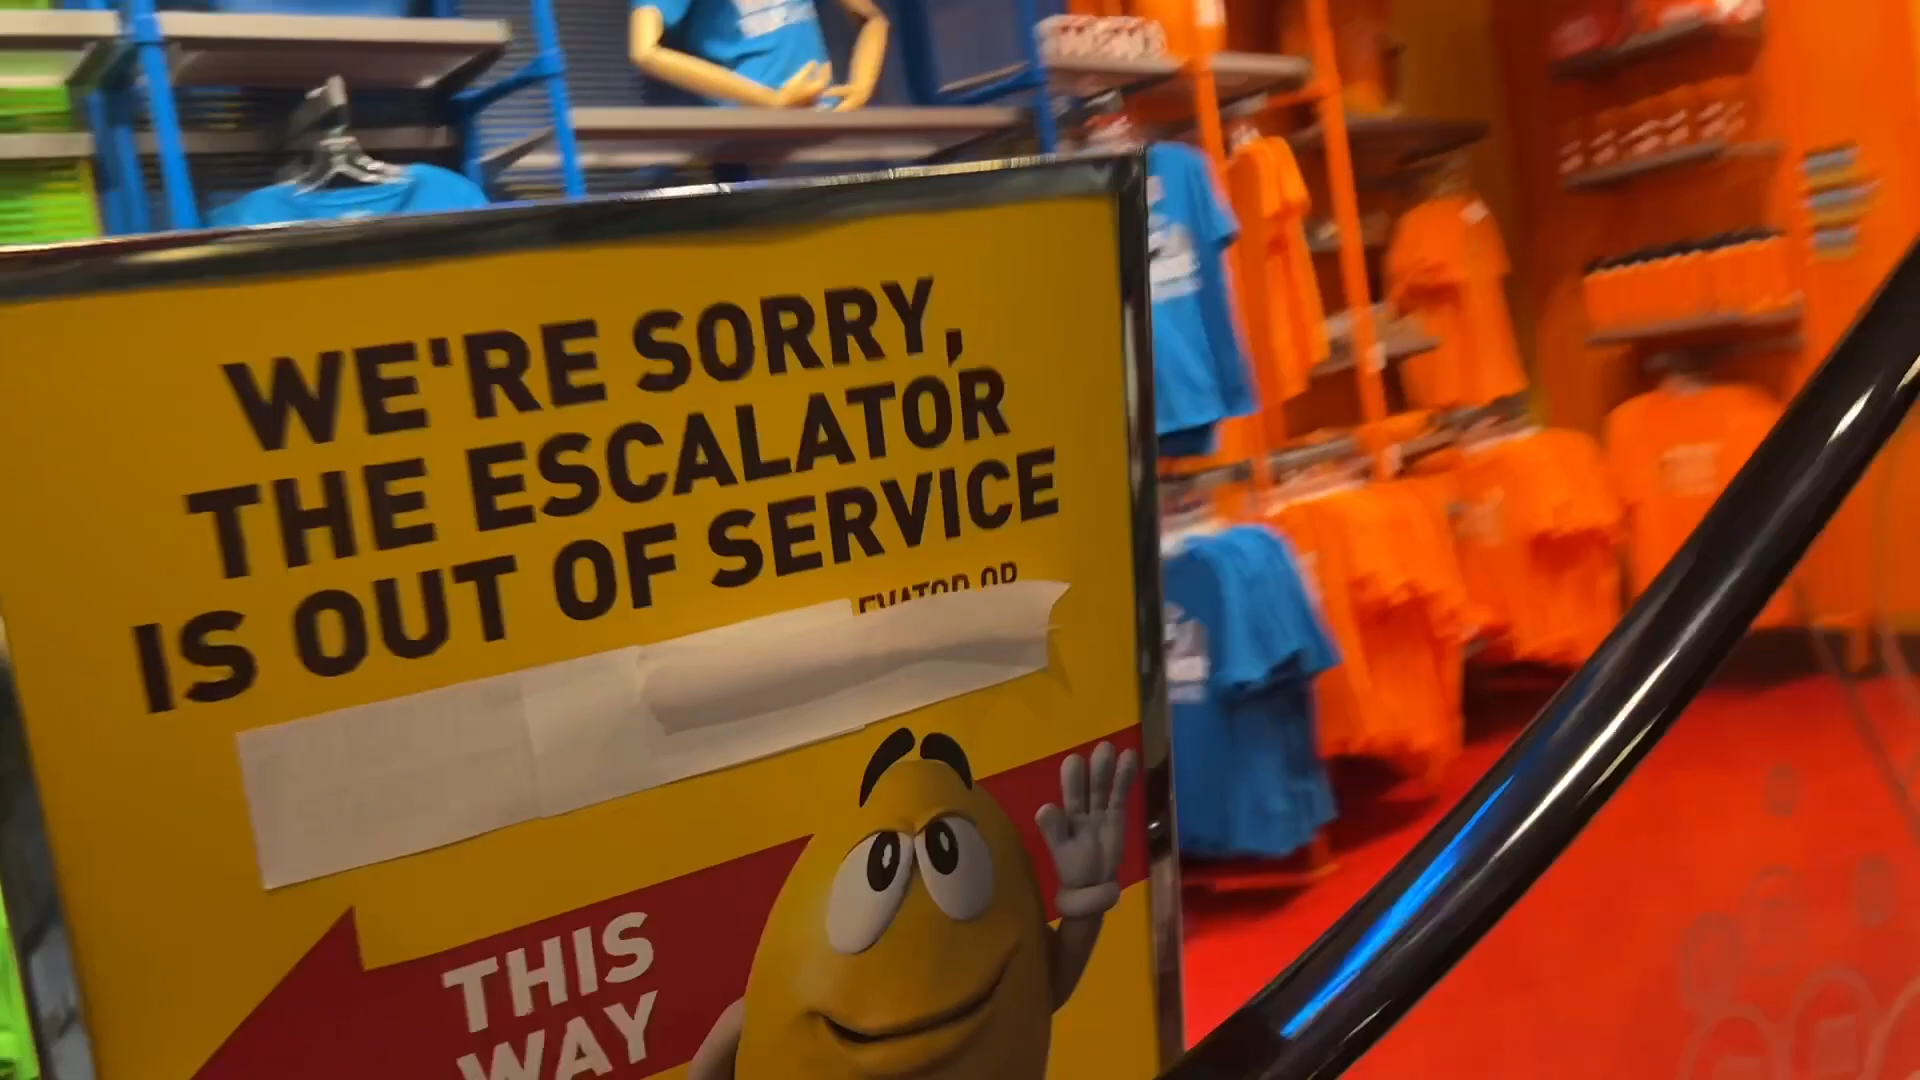 WE'RE SORRY,
THE ESCALATOR
IS OUT OF SERVICE
THIS
WAY